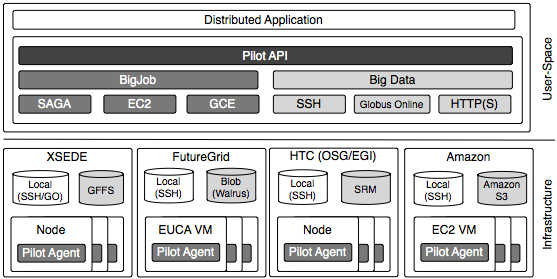 Distributed Application
Pilot API
BigJob
Big Data
SAGA
EC2
GCE
SSH
Globus Online
HTTP(S)
User-Space
XSEDE
FutureGrid
HTC (OSG/EGI)
Amazon
Local
(SSH/GO)
GFFS
Local
(SSH)
Blob
(Walrus)
Local
(SSH)
SRM
Local
(SSH)
Amazon
S3
Node
Pilot Agent
EUCA VM
Pilot Agent
Node
Pilot Agent
EC2 VM
Pilot Agent
Infrastructure